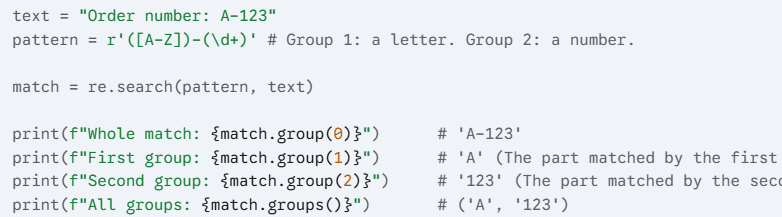 text = "Order number: A-123"
pattern = r'([A-Z])-(\d+)' # Group 1: a letter. Group 2: a number.
match = re.search(pattern, text)
print(f"Whole match: {match.group(0)}") # 'A-123'
print(f"First group: {match.group(1)}") # 'A' (The part matched by the first
print(f"Second group: {match.group(2)}") # '123' (The part matched by the
print(f"All groups: {match.groups()}") # ('A', '123')